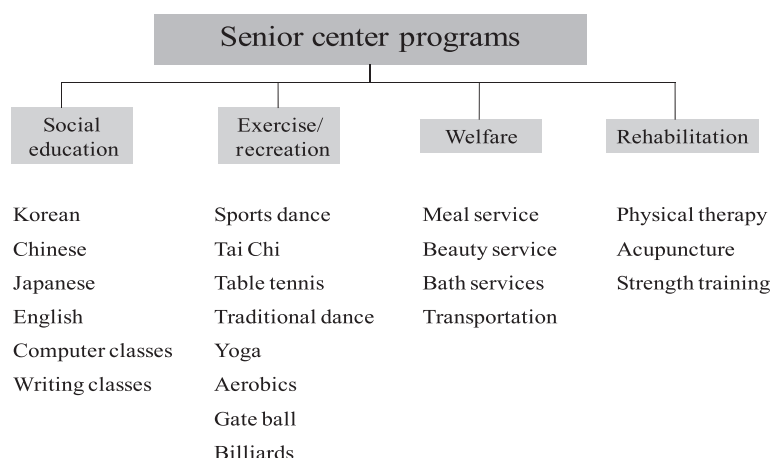 Senior center programs
Social
education
Exercise/
recreation
Welfare
Rehabilitation
Korean
Chinese
Japanese
English
Computer classes
Writing classes
Sports dance
Tai Chi
Table tennis
Traditional dance
Yoga
Aerobics
Gate ball
Billiards
Meal service
Beauty service
Bath services
Transportation
Physical therapy
Acupuncture
Strength training